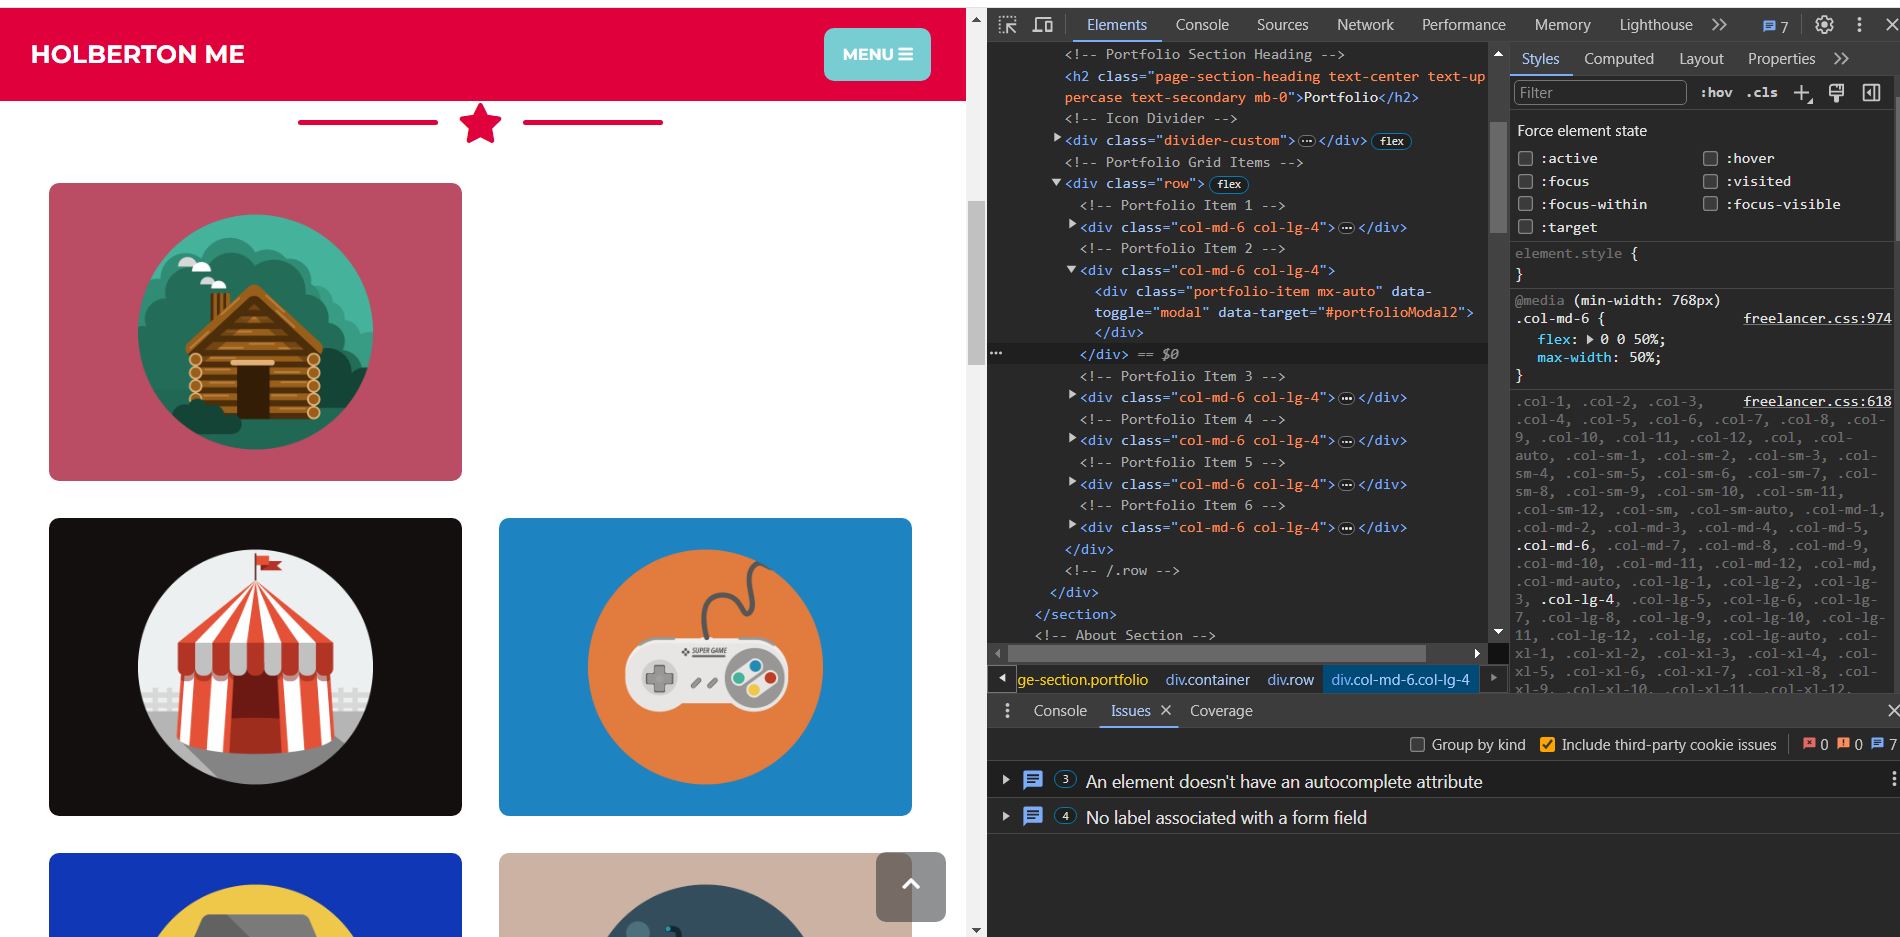 HOLBERTON ME
MENU
SUPER GAME
Elements Console Sources Network Performance Memory Lighthouse 7
<!-- Portfolio Section Heading -->
<h2 class="page-section-heading text-center text-up
percase text-secondary mb-0">Portfolio</h2>
<!-- Icon Divider -->
<div class="divider-custom"> ⋯ </div> flex
<!-- Portfolio Grid Items -->
<div class="row"> flex
<!-- Portfolio Item 1 -->
<div class="col-md-6 col-lg-4"> ⋯ </div>
<!-- Portfolio Item 2 -->
<div class="col-md-6 col-lg-4">
<div class="portfolio-item mx-auto" data-
toggle="modal" data-target="#portfolioModal2">
</div>
</div> == $0
<!-- Portfolio Item 3 -->
<div class="col-md-6 col-lg-4"> ⋯ </div>
<!-- Portfolio Item 4 -->
<div class="col-md-6 col-lg-4"> ⋯ </div>
<!-- Portfolio Item 5 -->
<div class="col-md-6 col-lg-4"> ⋯ </div>
<!-- Portfolio Item 6 -->
<div class="col-md-6 col-lg-4"> ⋯ </div>
</div>
<!-- /.row -->
</div>
</section>
<!-- About Section -->
ge-section.portfolio div.container div.row div.col-md-6.col-lg-4
Styles Computed Layout Properties
Filter :hov .cls
Force element state
:active :hover
:focus :visited
:focus-within :focus-visible
:target
element.style {
}
@media (min-width: 768px)
.col-md-6 { freelancer.css:974
flex: 0 0 50%;
max-width: 50%;
}
.col-1, .col-2, .col-3, freelancer.css:618
.col-4, .col-5, .col-6, .col-7, .col-8, .col-
9, .col-10, .col-11, .col-12, .col, .col-
auto, .col-sm-1, .col-sm-2, .col-sm-3, .col-
sm-4, .col-sm-5, .col-sm-6, .col-sm-7, .col-
sm-8, .col-sm-9, .col-sm-10, .col-sm-11,
.col-sm-12, .col-sm, .col-sm-auto, .col-md-1,
.col-md-2, .col-md-3, .col-md-4, .col-md-5,
.col-md-6, .col-md-7, .col-md-8, .col-md-9,
.col-md-10, .col-md-11, .col-md-12, .col-md,
.col-md-auto, .col-lg-1, .col-lg-2, .col-lg-
3, .col-lg-4, .col-lg-5, .col-lg-6, .col-lg-
7, .col-lg-8, .col-lg-9, .col-lg-10, .col-lg-
11, .col-lg-12, .col-lg, .col-lg-auto, .col-
xl-1, .col-xl-2, .col-xl-3, .col-xl-4, .col-
xl-5, .col-xl-6, .col-xl-7, .col-xl-8, .col-
xl-9, .col-xl-10, .col-xl-11, .col-xl-12,
Console Issues Coverage
Group by kind Include third-party cookie issues 0 0 7
3 An element doesn't have an autocomplete attribute
4 No label associated with a form field